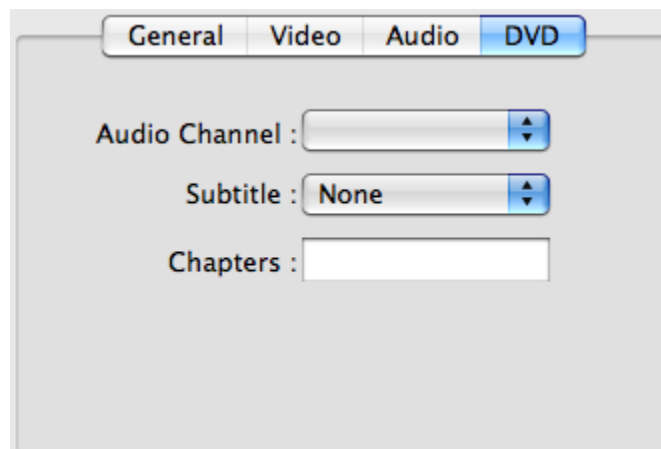 General Video Audio DVD
Audio Channel :
Subtitle : None
Chapters :